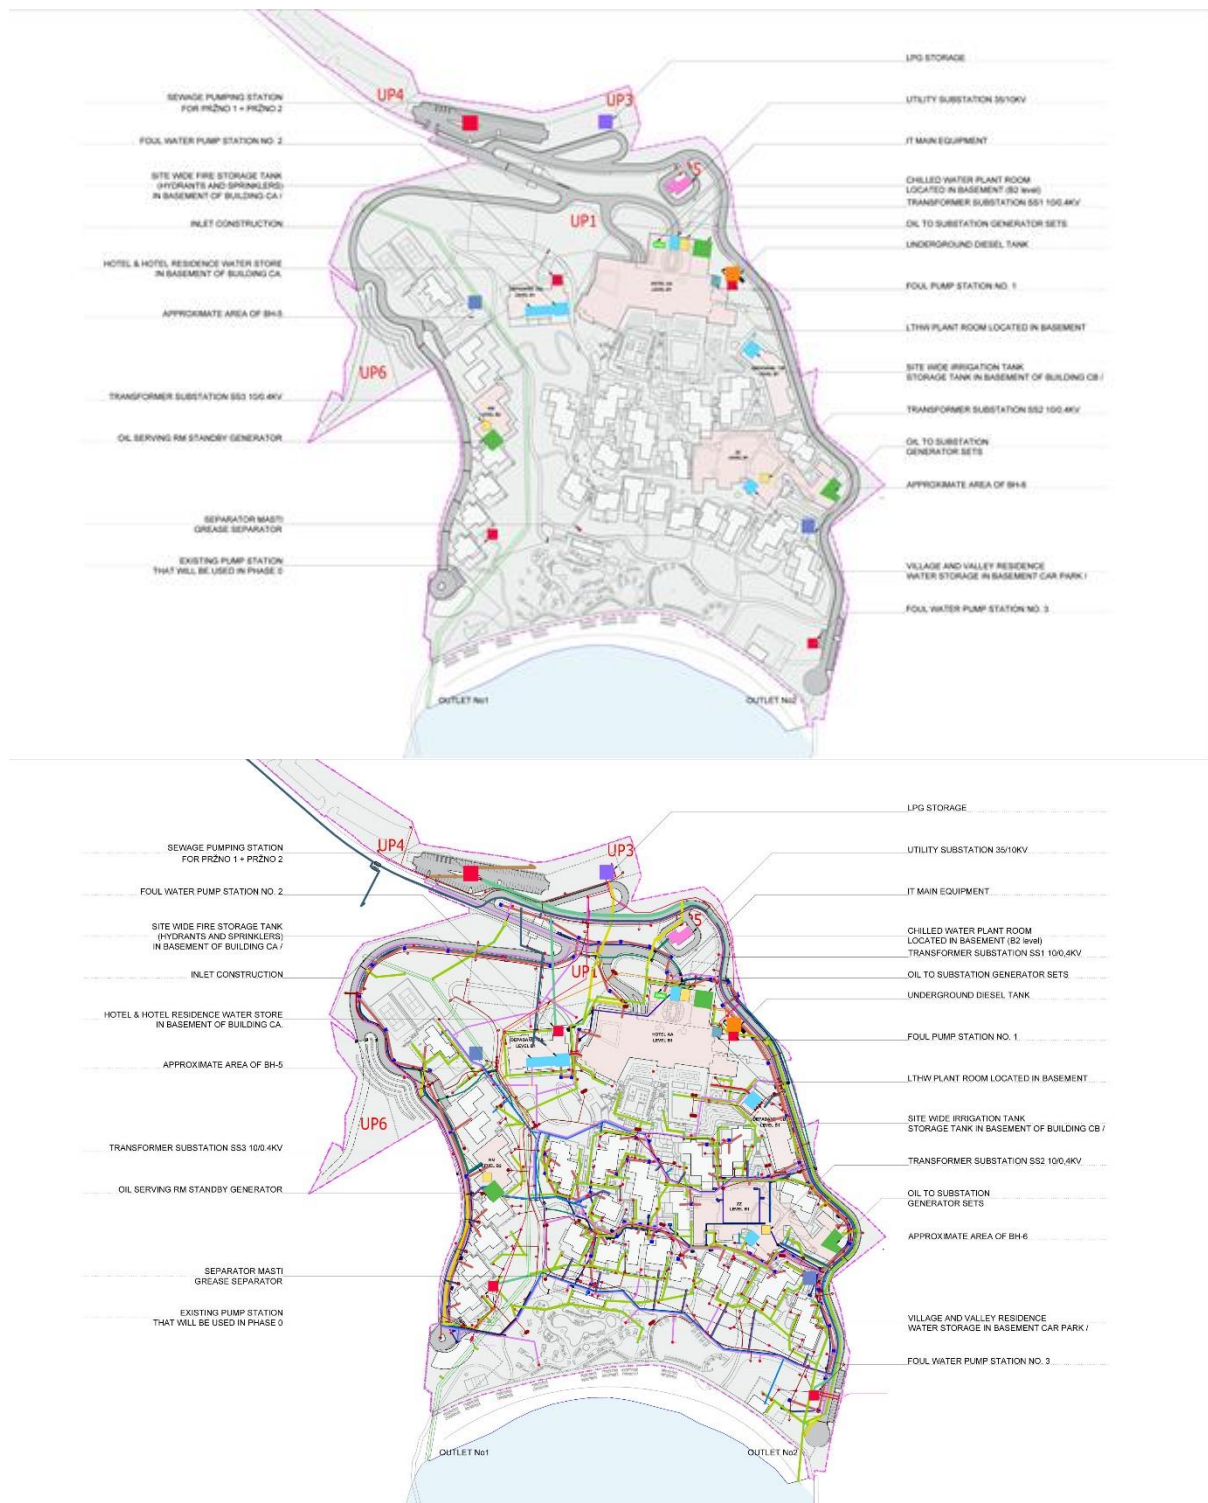 LPG STORAGE
SEWAGE PUMPING STATION
FOR PRŽNO 1 + PRŽNO 2
UP4
UP3
UTILITY SUBSTATION 35/10KV
FOUL WATER PUMP STATION NO. 2
IT MAIN EQUIPMENT
SITE WIDE FIRE STORAGE TANK
(HYDRANTS AND SPRINKLERS)
IN BASEMENT OF BUILDING CA /
5
CHILLED WATER PLANT ROOM
LOCATED IN BASEMENT (B2 level)
TRANSFORMER SUBSTATION SS1 10/0.4KV
INLET CONSTRUCTION
UP1
OIL TO SUBSTATION GENERATOR SETS
UNDERGROUND DIESEL TANK
HOTEL & HOTEL RESIDENCE WATER STORE
IN BASEMENT OF BUILDING CA.
LEVEL B1
HOTEL
LEVEL B1
FOUL PUMP STATION NO. 1
APPROXIMATE AREA OF BH-5
LTHW PLANT ROOM LOCATED IN BASEMENT
UP6
SITE WIDE IRRIGATION TANK
STORAGE TANK IN BASEMENT OF BUILDING CB /
TRANSFORMER SUBSTATION SS3 10/0.4KV
TRANSFORMER SUBSTATION SS2 10/0.4KV
OIL SERVING RM STANDBY GENERATOR
OIL TO SUBSTATION
GENERATOR SETS
APPROXIMATE AREA OF BH-6
SEPARATOR MASTI
GREASE SEPARATOR
EXISTING PUMP STATION
THAT WILL BE USED IN PHASE 0
VILLAGE AND VALLEY RESIDENCE
WATER STORAGE IN BASEMENT CAR PARK /
FOUL WATER PUMP STATION NO. 3
OUTLET No1
OUTLET No2
LPG STORAGE
SEWAGE PUMPING STATION
FOR PRŽNO 1 + PRŽNO 2
UP4
UP3
UTILITY SUBSTATION 35/10KV
FOUL WATER PUMP STATION NO. 2
IT MAIN EQUIPMENT
SITE WIDE FIRE STORAGE TANK
(HYDRANTS AND SPRINKLERS)
IN BASEMENT OF BUILDING CA /
5
CHILLED WATER PLANT ROOM
LOCATED IN BASEMENT (B2 level)
TRANSFORMER SUBSTATION SS1 10/0,4KV
INLET CONSTRUCTION
UP1
OIL TO SUBSTATION GENERATOR SETS
UNDERGROUND DIESEL TANK
HOTEL & HOTEL RESIDENCE WATER STORE
IN BASEMENT OF BUILDING CA.
HOTEL
LEVEL B1
FOUL PUMP STATION NO. 1
APPROXIMATE AREA OF BH-5
LTHW PLANT ROOM LOCATED IN BASEMENT
UP6
SITE WIDE IRRIGATION TANK
STORAGE TANK IN BASEMENT OF BUILDING CB /
TRANSFORMER SUBSTATION SS3 10/0.4KV
TRANSFORMER SUBSTATION SS2 10/0,4KV
OIL SERVING RM STANDBY GENERATOR
LEVEL B1
OIL TO SUBSTATION
GENERATOR SETS
APPROXIMATE AREA OF BH-6
SEPARATOR MASTI
GREASE SEPARATOR
EXISTING PUMP STATION
THAT WILL BE USED IN PHASE 0
VILLAGE AND VALLEY RESIDENCE
WATER STORAGE IN BASEMENT CAR PARK /
FOUL WATER PUMP STATION NO. 3
OUTLET No1
OUTLET No2